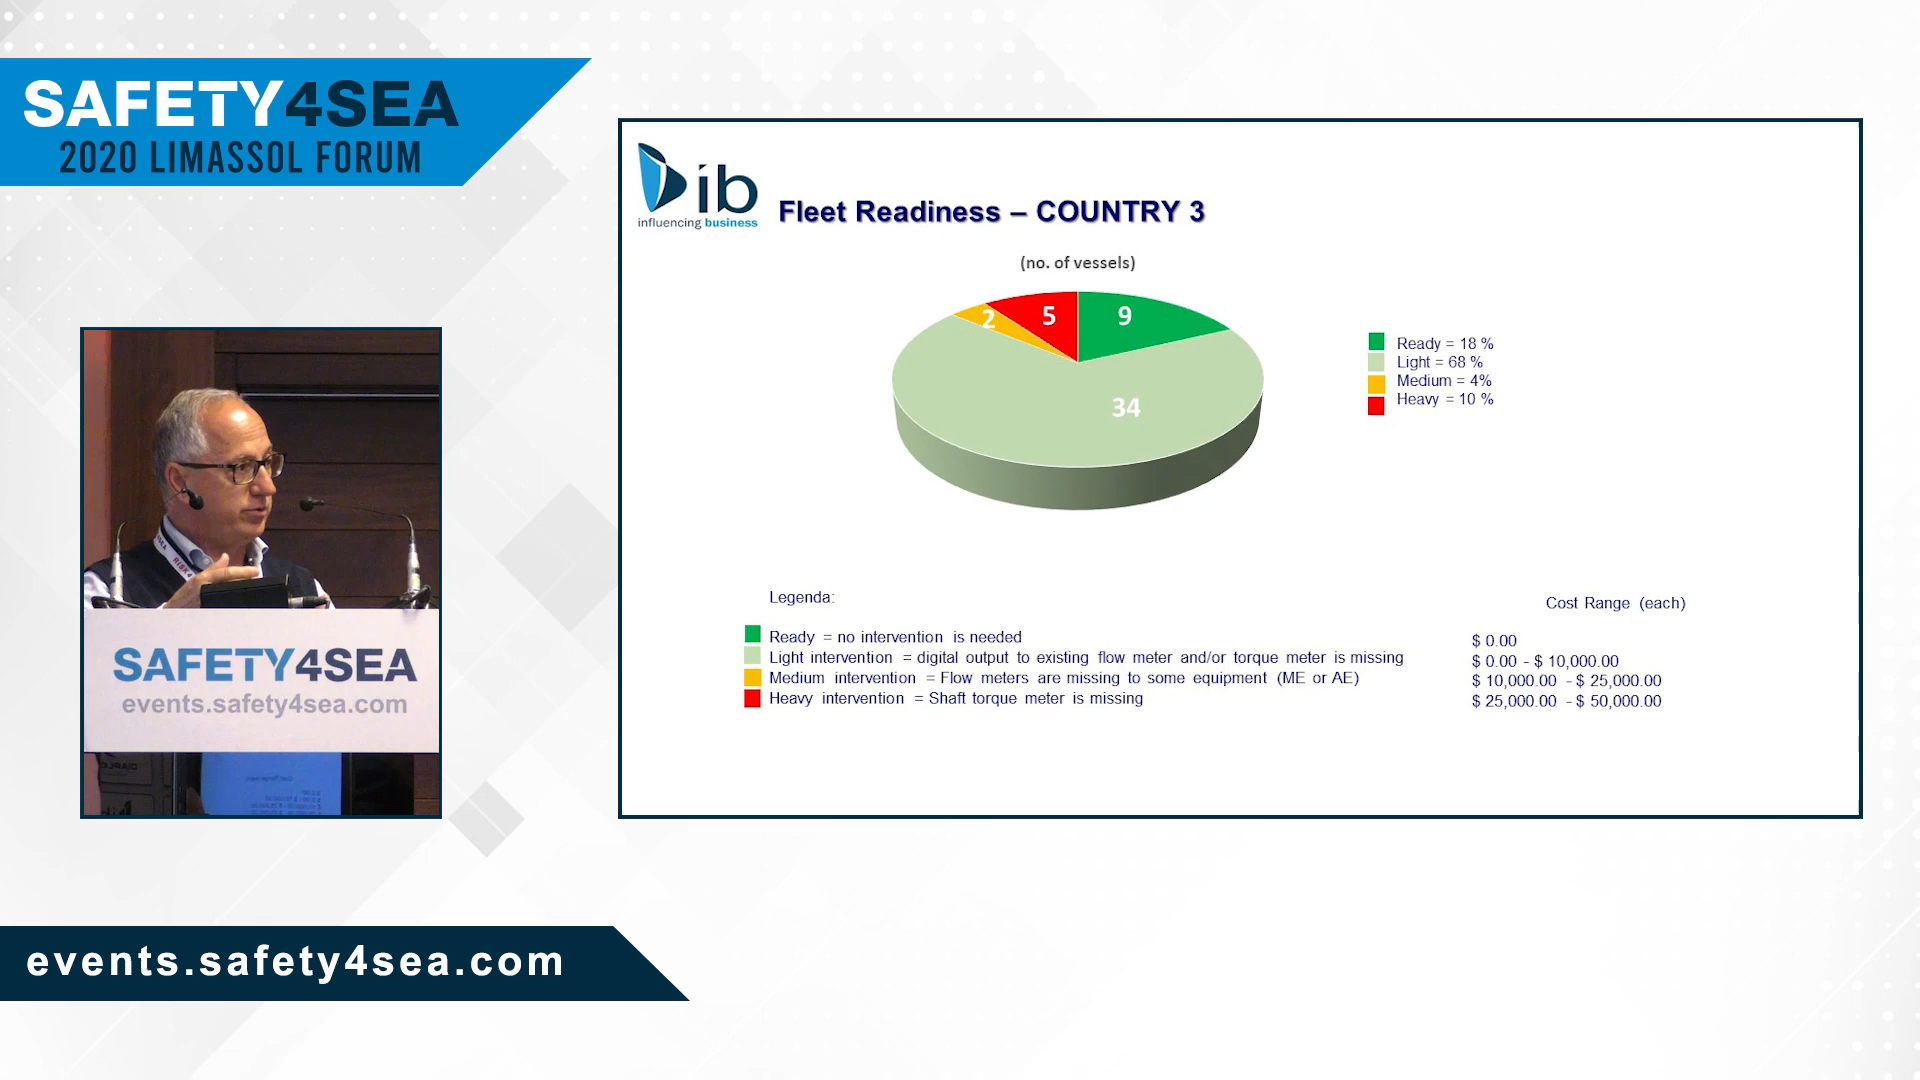 SAFETY4SEA
2020 LIMASSOL FORUM
ib
influencing business
Fleet Readiness – COUNTRY 3
(no. of vessels)
2
5
9
34
Ready = 18 %
Light = 68 %
Medium = 4%
Heavy = 10 %
Legenda:
Cost Range (each)
Ready = no intervention is needed
$ 0.00
Light intervention = digital output to existing flow meter and/or torque meter is missing
$ 0.00 - $ 10,000.00
Medium intervention = Flow meters are missing to some equipment (ME or AE)
$ 10,000.00 - $ 25,000.00
Heavy intervention = Shaft torque meter is missing
$ 25,000.00 - $ 50,000.00
SAFETY4SEA
events.safety4sea.com
events.safety4sea.com